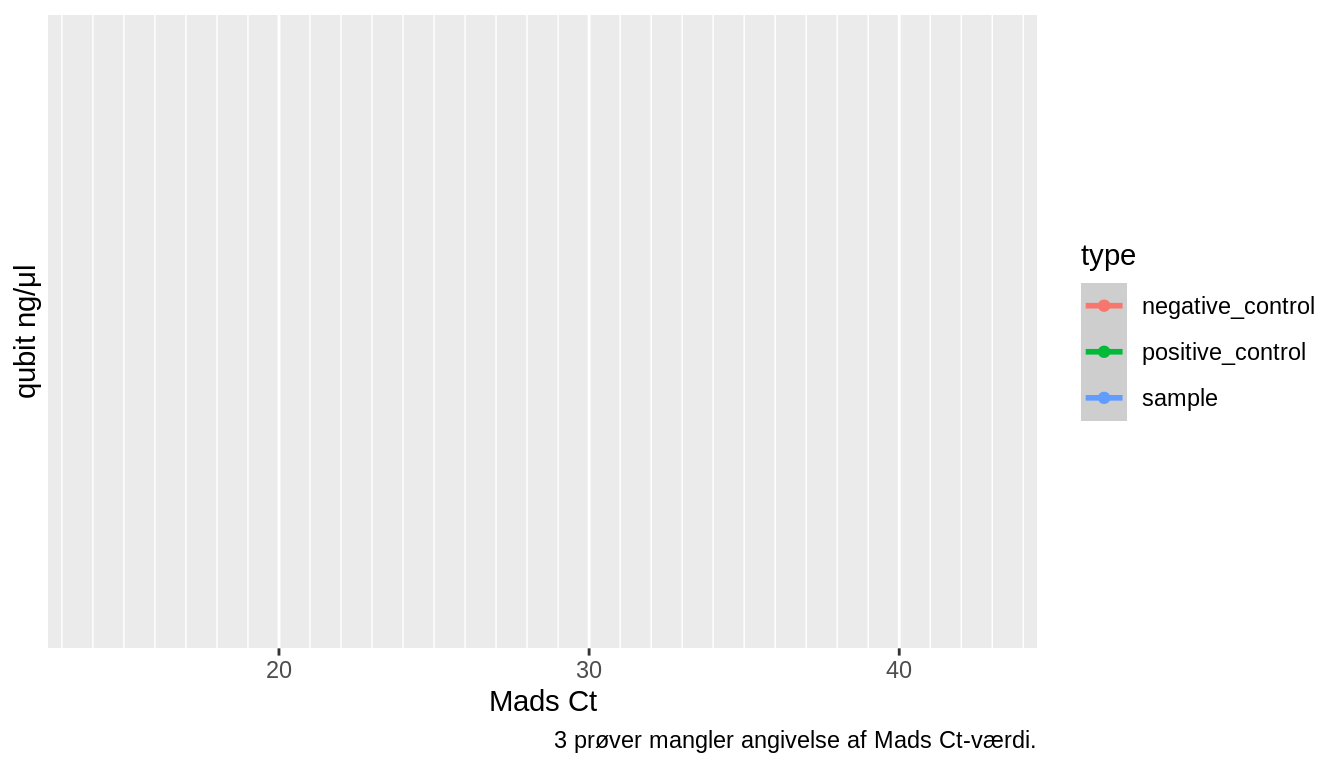 qubit ng/µl
20
30
40
Mads Ct
3 prøver mangler angivelse af Mads Ct-værdi.
type
negative_control
positive_control
sample